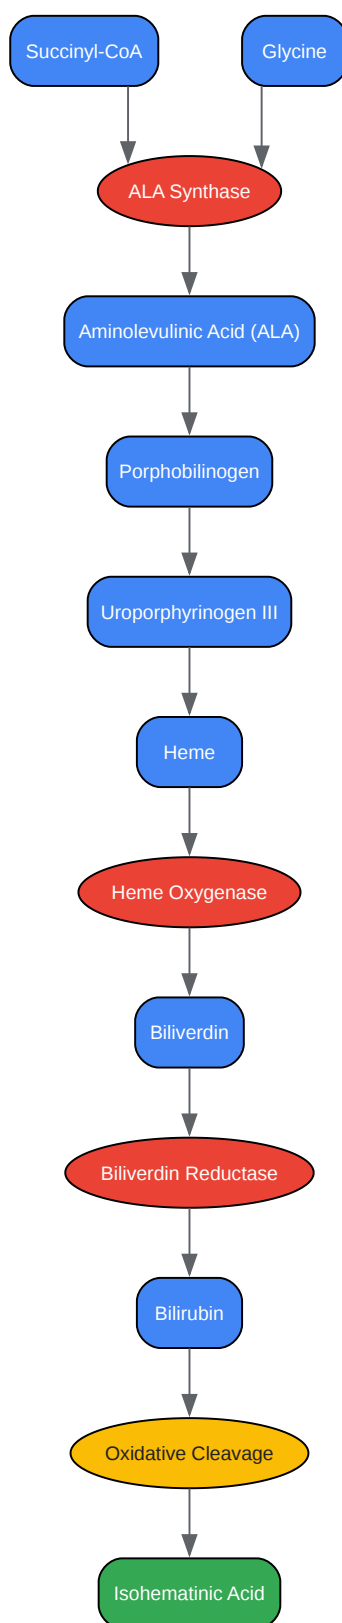 Succinyl-CoA
Glycine
ALA Synthase
Aminolevulinic Acid (ALA)
Porphobilinogen
Uroporphyrinogen III
Heme
Heme Oxygenase
Biliverdin
Biliverdin Reductase
Bilirubin
Oxidative Cleavage
Isohematinic Acid